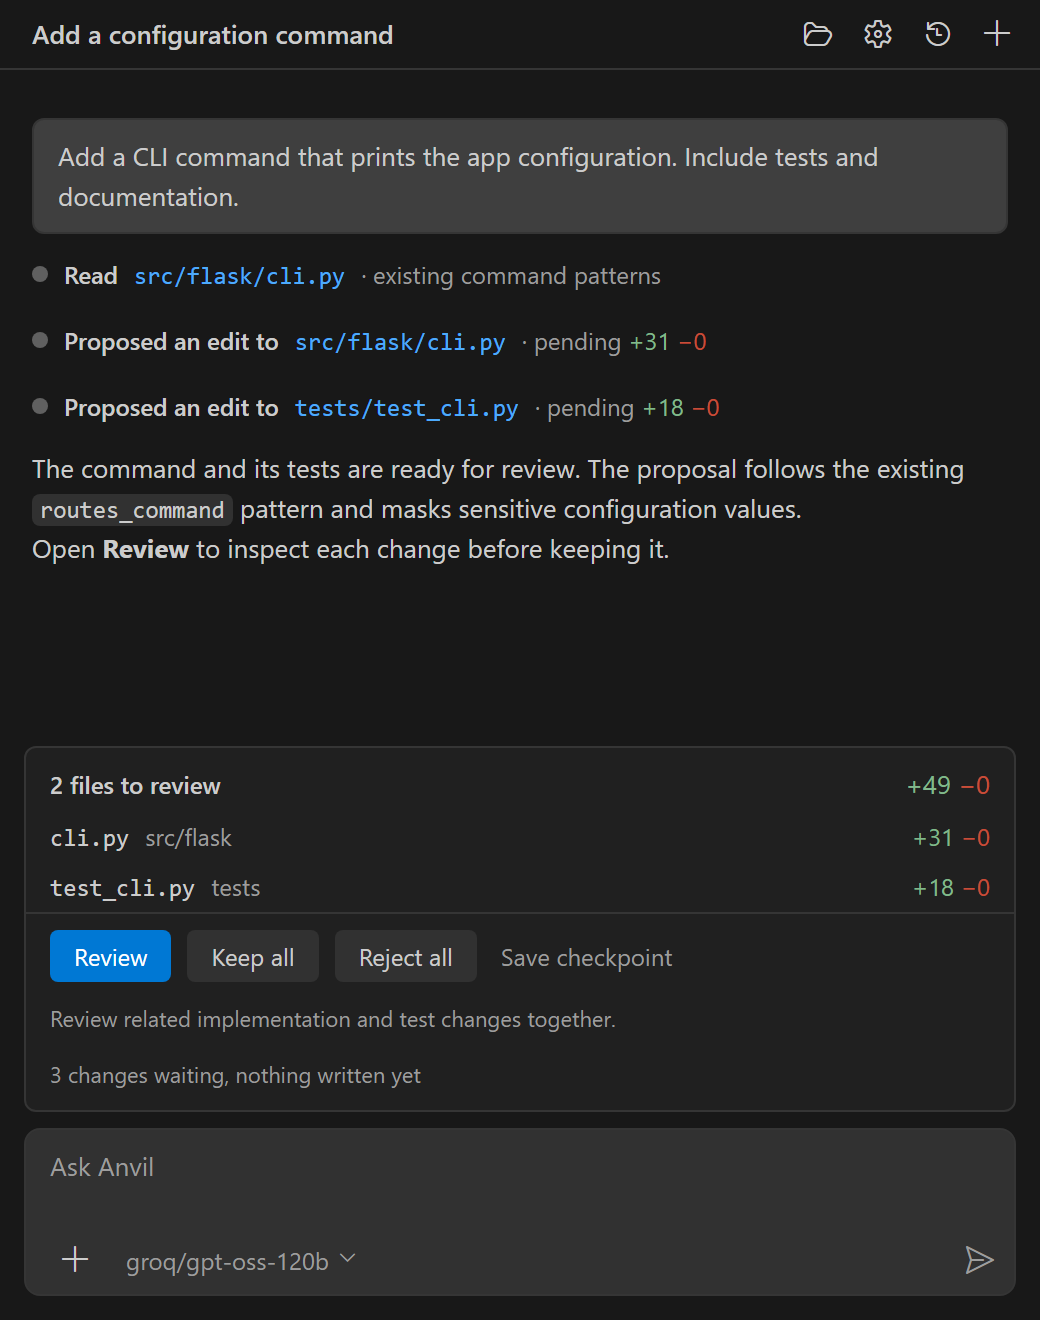 Add a configuration command
Add a CLI command that prints the app configuration. Include tests and
documentation.
Read src/flask/cli.py · existing command patterns
Proposed an edit to src/flask/cli.py · pending +31 −0
Proposed an edit to tests/test_cli.py · pending +18 −0
The command and its tests are ready for review. The proposal follows the existing
routes_command pattern and masks sensitive configuration values.
Open Review to inspect each change before keeping it.
2 files to review +49 −0
cli.py src/flask +31 −0
test_cli.py tests +18 −0
Review Keep all Reject all Save checkpoint
Review related implementation and test changes together.
3 changes waiting, nothing written yet
Ask Anvil
groq/gpt-oss-120b